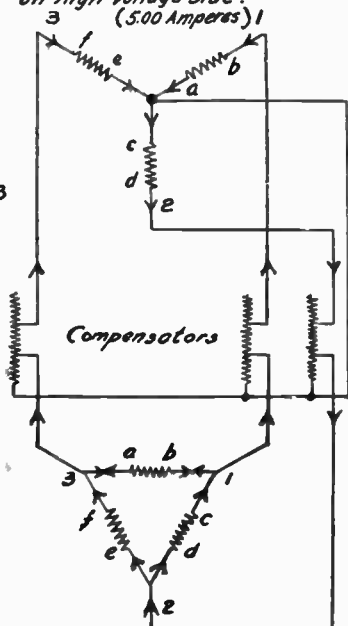 on High Voltage Side.
(5.00 Amperes)
3 1
f e b
a
c
d
2
3
Compensators
a b
3 1
f c
e d
2